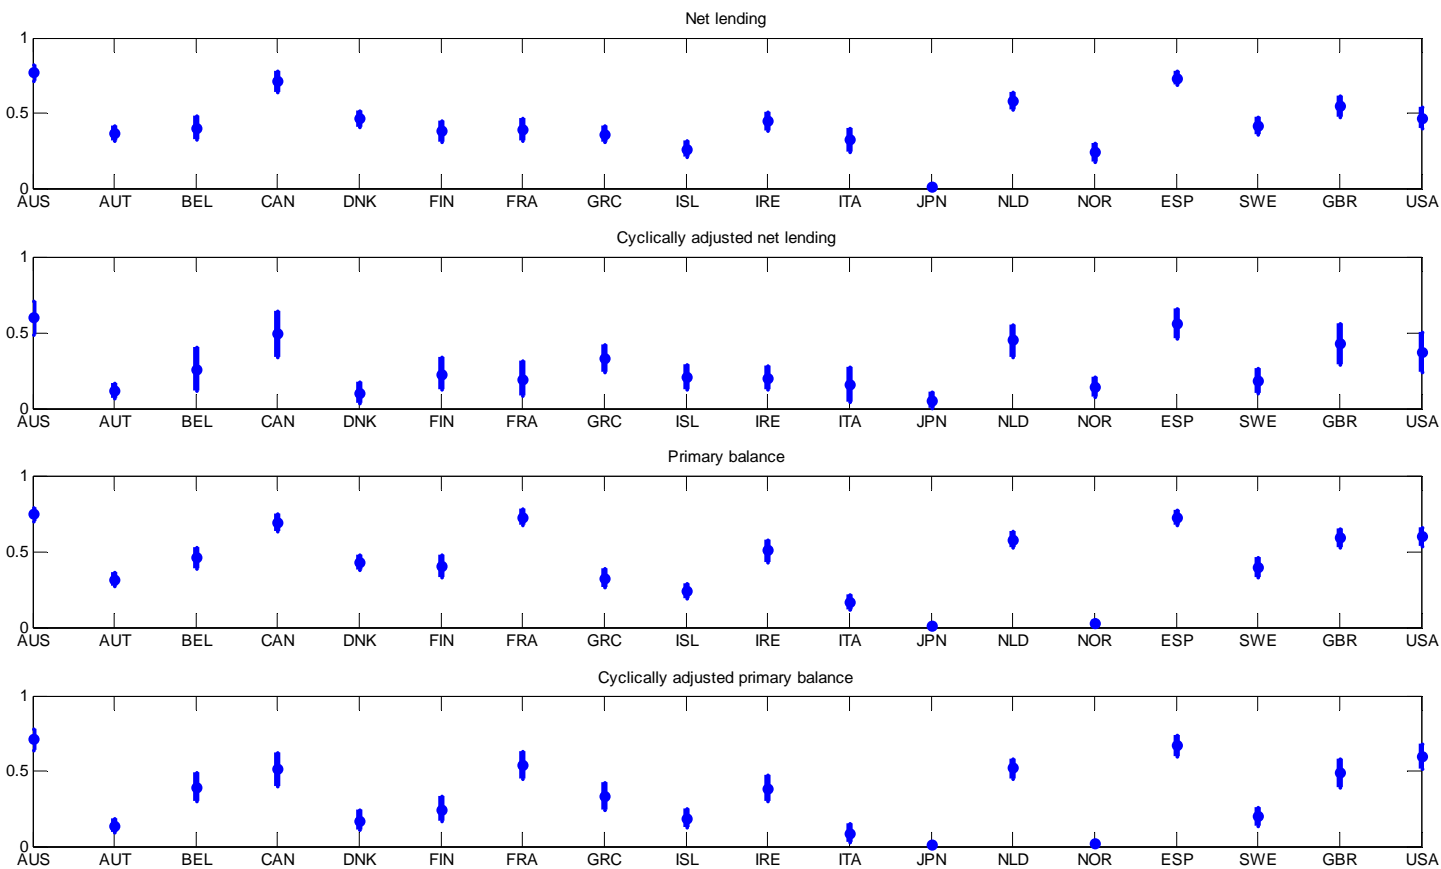 Net lending
1
0.5
0
AUS AUT BEL CAN DNK FIN FRA GRC ISL IRE ITA JPN NLD NOR ESP SWE GBR USA
Cyclically adjusted net lending
1
0.5
0
AUS AUT BEL CAN DNK FIN FRA GRC ISL IRE ITA JPN NLD NOR ESP SWE GBR USA
Primary balance
1
0.5
0
AUS AUT BEL CAN DNK FIN FRA GRC ISL IRE ITA JPN NLD NOR ESP SWE GBR USA
Cyclically adjusted primary balance
1
0.5
0
AUS AUT BEL CAN DNK FIN FRA GRC ISL IRE ITA JPN NLD NOR ESP SWE GBR USA